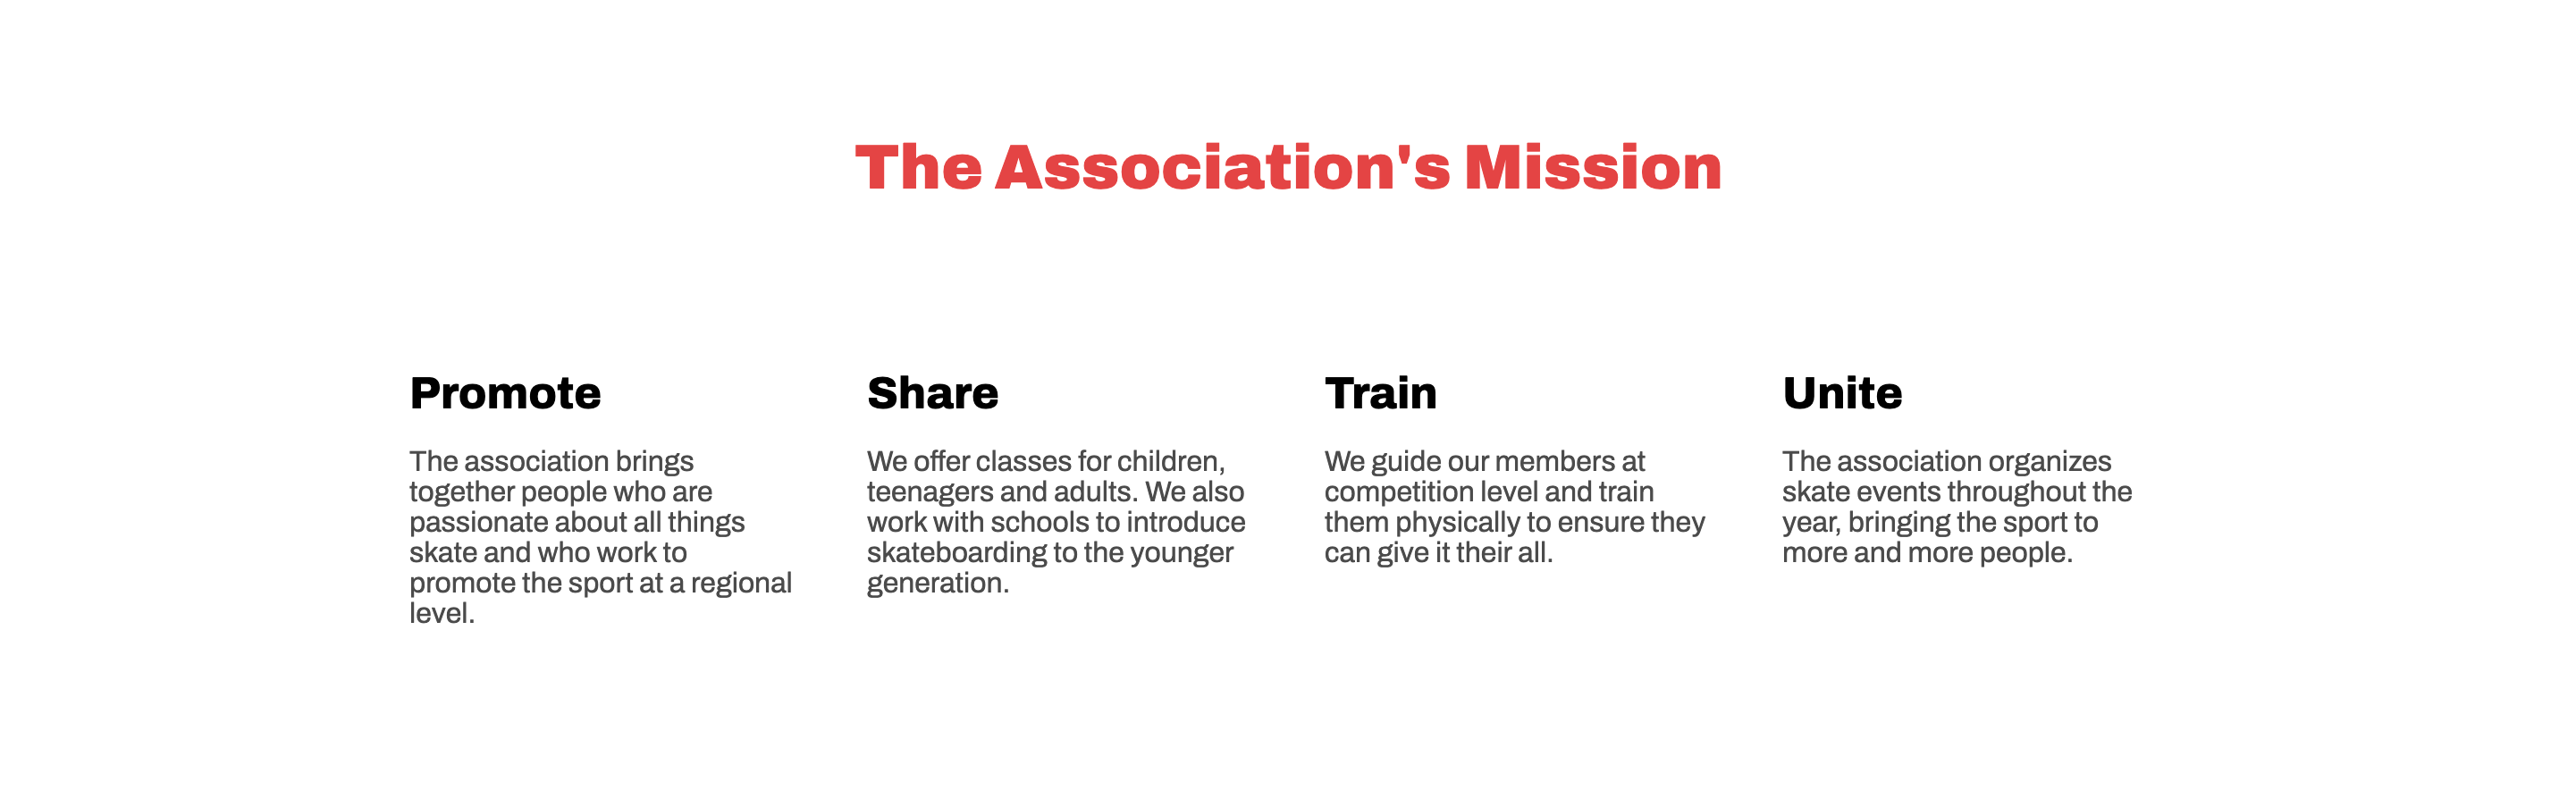 The Association's Mission
Promote
The association brings
together people who are
passionate about all things
skate and who work to
promote the sport at a regional
level.
Share
We offer classes for children,
teenagers and adults. We also
work with schools to introduce
skateboarding to the younger
generation.
Train
We guide our members at
competition level and train
them physically to ensure they
can give it their all.
Unite
The association organizes
skate events throughout the
year, bringing the sport to
more and more people.